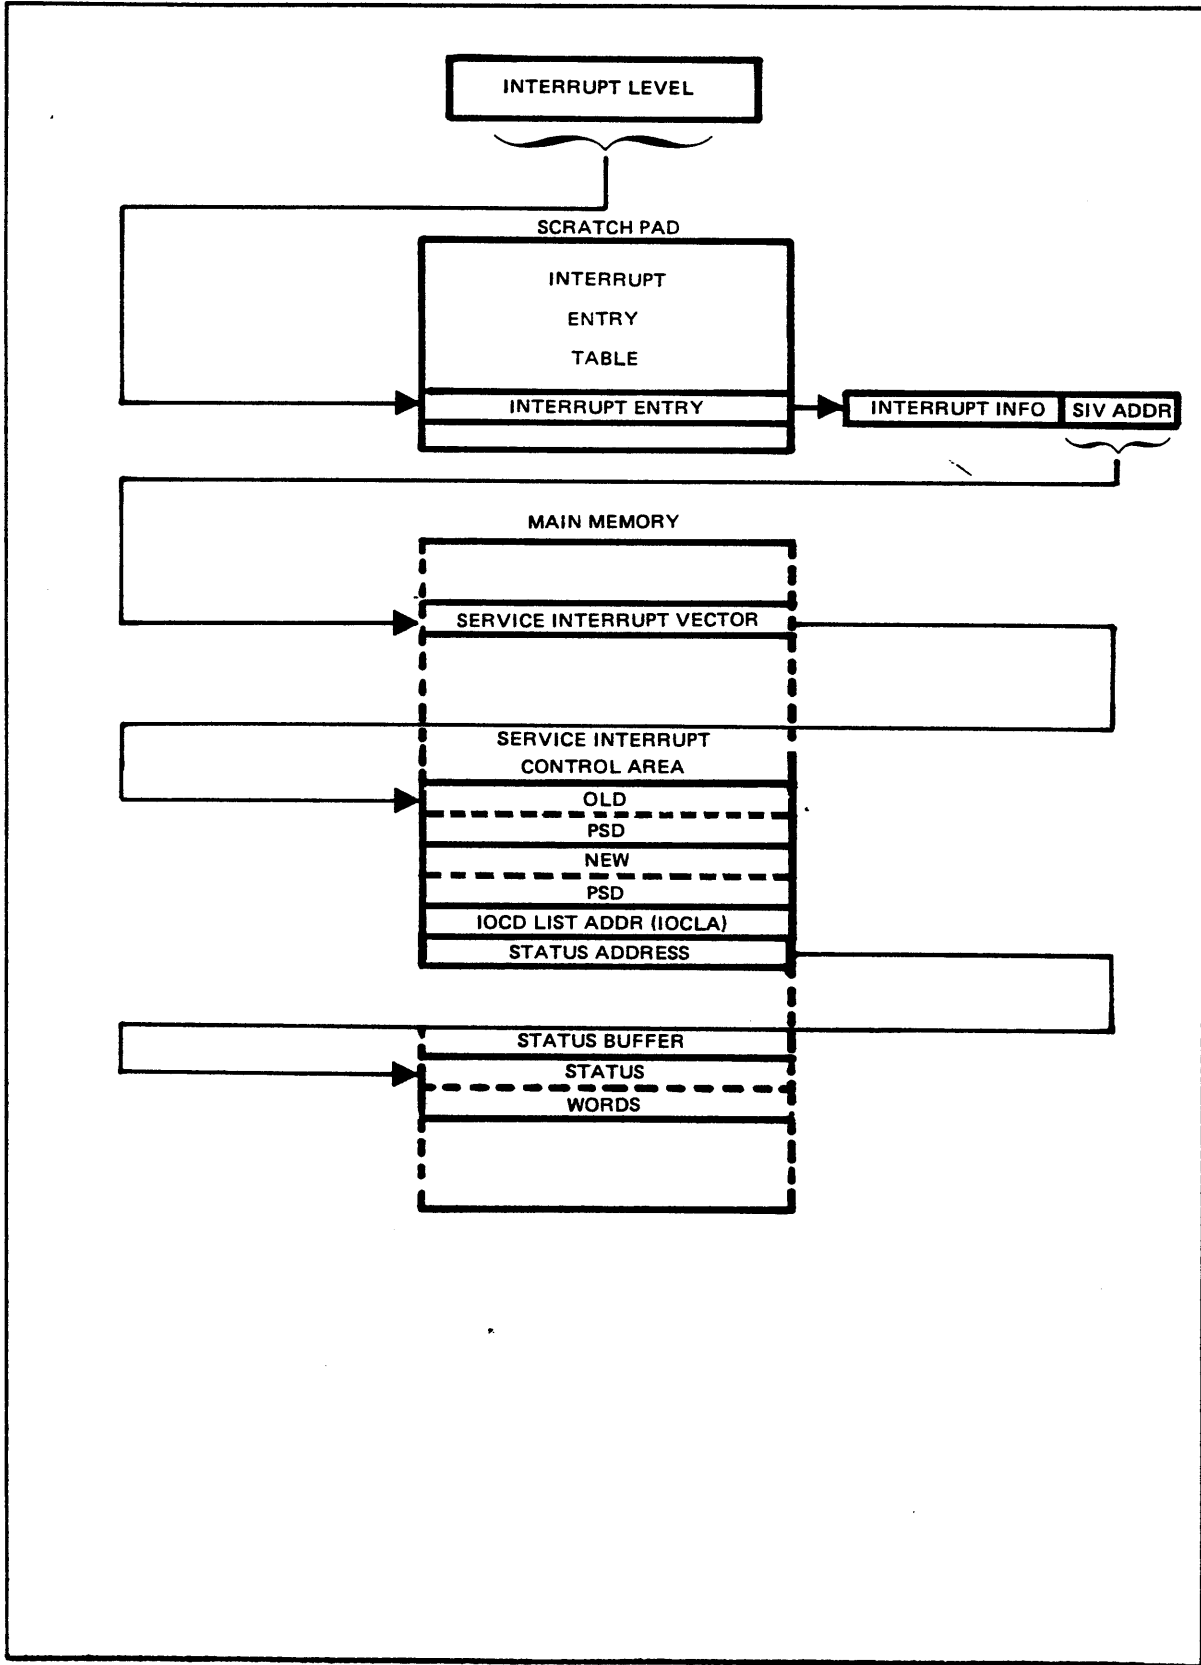 INTERRUPT LEVEL
SCRATCH PAD
INTERRUPT
ENTRY
TABLE
INTERRUPT ENTRY
INTERRUPT INFO
SIV ADDR
MAIN MEMORY
SERVICE INTERRUPT VECTOR
SERVICE INTERRUPT
CONTROL AREA
OLD
PSD
NEW
PSD
IOCD LIST ADDR (IOCLA)
STATUS ADDRESS
STATUS BUFFER
STATUS
WORDS